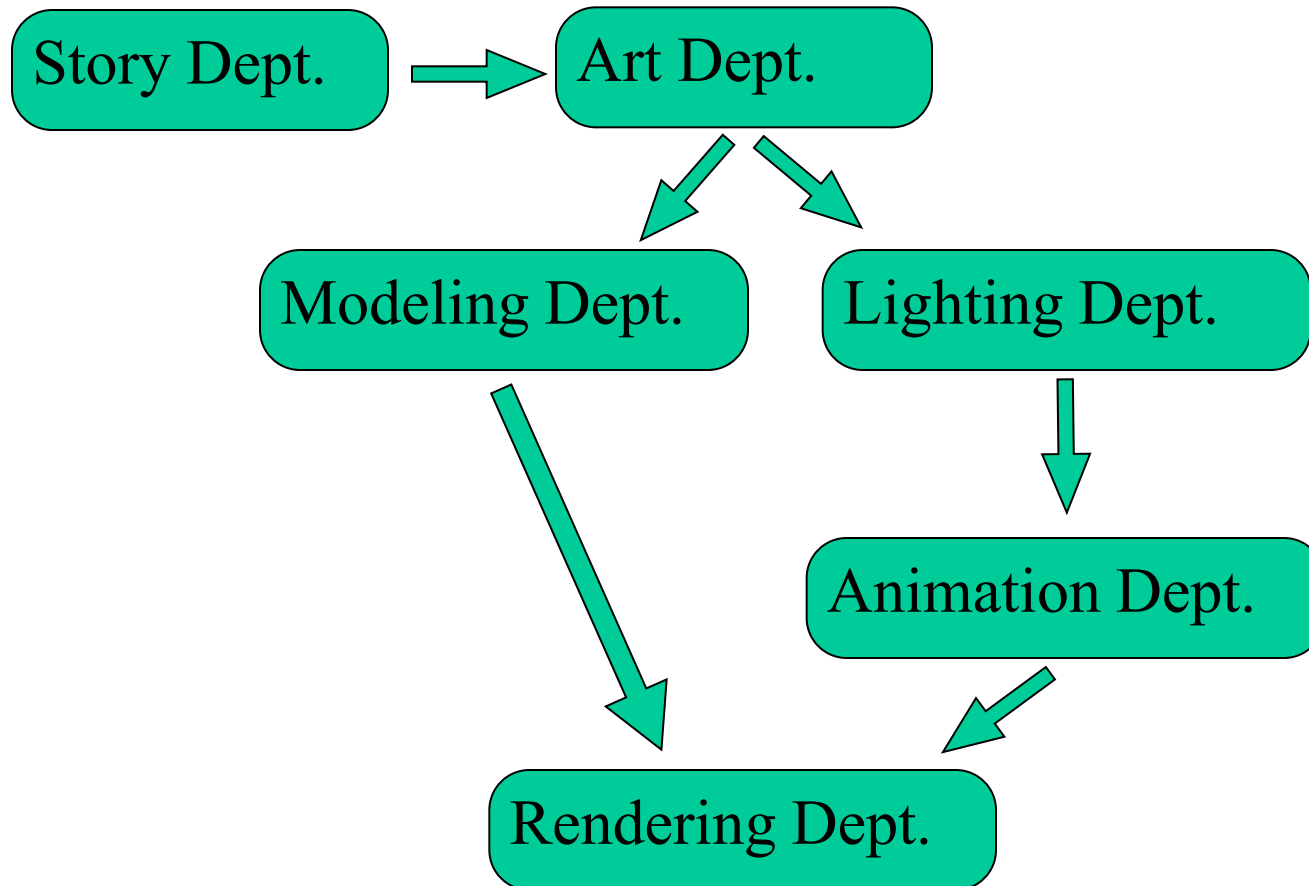 Story Dept.
Art Dept.
Modeling Dept.
Lighting Dept.
Animation Dept.
Rendering Dept.